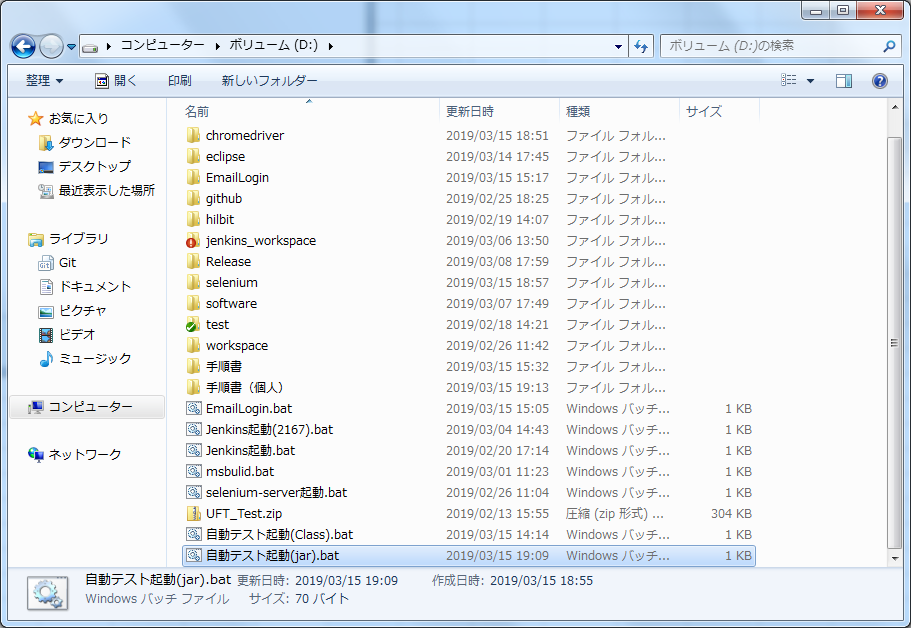 コンピューター ボリューム (D:)
ボリューム (D:)の検索
整理 開く 印刷 新しいフォルダー
お気に入り
ダウンロード
デスクトップ
最近表示した場所
ライブラリ
Git
ドキュメント
ピクチャ
ビデオ
ミュージック
コンピューター
ネットワーク
名前 更新日時 種類 サイズ
chromedriver 2019/03/15 18:51 ファイル フォル...
eclipse 2019/03/14 17:45 ファイル フォル...
EmailLogin 2019/03/15 15:17 ファイル フォル...
github 2019/02/25 18:25 ファイル フォル...
hilbit 2019/02/19 14:07 ファイル フォル...
jenkins_workspace 2019/03/06 13:50 ファイル フォル...
Release 2019/03/08 17:59 ファイル フォル...
selenium 2019/03/15 18:57 ファイル フォル...
software 2019/03/07 17:49 ファイル フォル...
test 2019/02/18 14:21 ファイル フォル...
workspace 2019/02/26 11:42 ファイル フォル...
手順書 2019/03/15 15:32 ファイル フォル...
手順書（個人） 2019/03/15 19:13 ファイル フォル...
EmailLogin.bat 2019/03/15 15:05 Windows バッチ... 1 KB
Jenkins起動(2167).bat 2019/03/04 14:43 Windows バッチ... 1 KB
Jenkins起動.bat 2019/02/20 17:14 Windows バッチ... 1 KB
msbulid.bat 2019/03/01 11:23 Windows バッチ... 1 KB
selenium-server起動.bat 2019/02/26 11:04 Windows バッチ... 1 KB
UFT_Test.zip 2019/02/13 15:55 圧縮 (zip 形式) ... 304 KB
自動テスト起動(Class).bat 2019/03/15 14:14 Windows バッチ... 1 KB
自動テスト起動(jar).bat 2019/03/15 19:09 Windows バッチ... 1 KB
自動テスト起動(jar).bat 更新日時: 2019/03/15 19:09 作成日時: 2019/03/15 18:55
Windows バッチ ファイル サイズ: 70 バイト